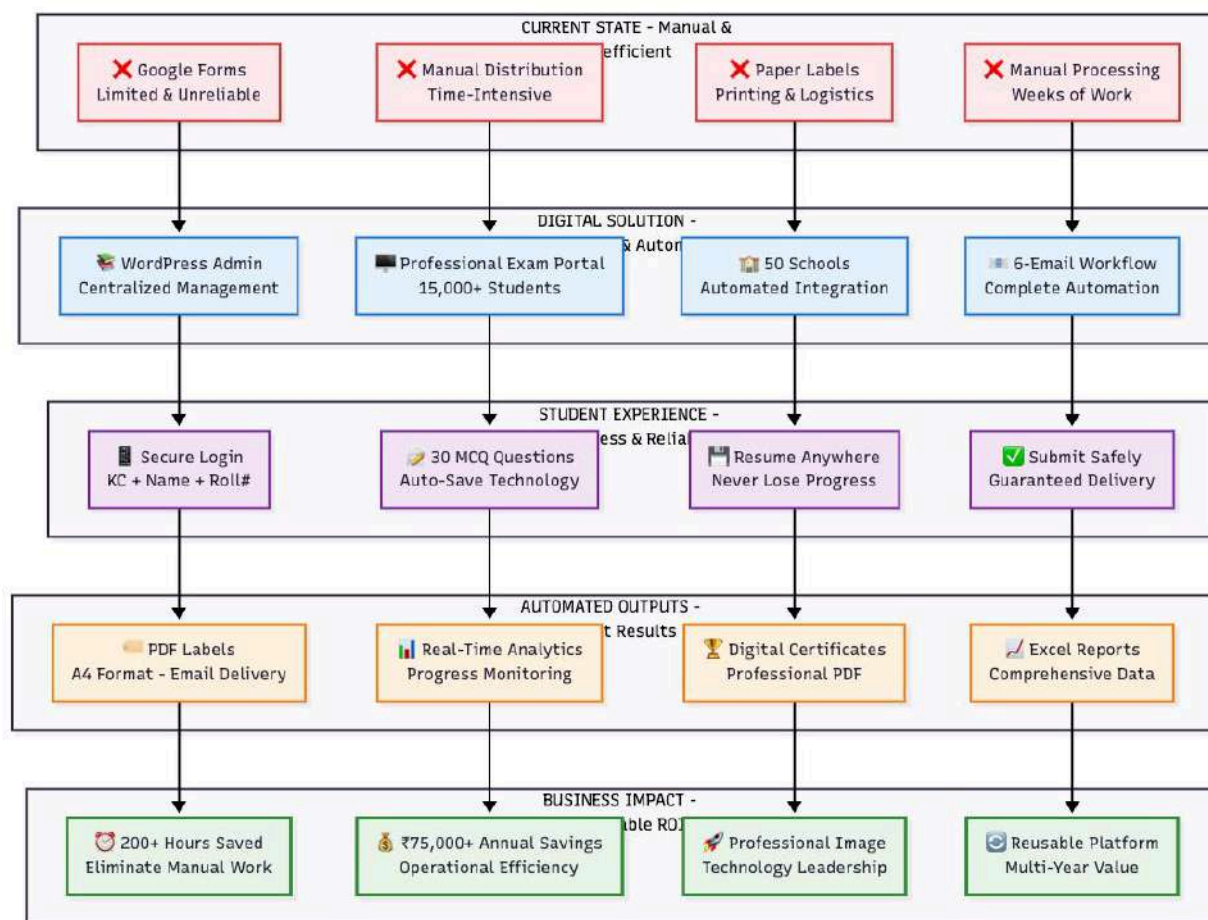 CURRENT STATE - Manual &
efficient
❌ Google Forms
Limited & Unreliable
❌ Manual Distribution
Time-Intensive
❌ Paper Labels
Printing & Logistics
❌ Manual Processing
Weeks of Work
DIGITAL SOLUTION -
& Autom
📚 WordPress Admin
Centralized Management
🖥️ Professional Exam Portal
15,000+ Students
🏫 50 Schools
Automated Integration
📧 6-Email Workflow
Complete Automation
STUDENT EXPERIENCE -
ess & Relia
📱 Secure Login
KC + Name + Roll#
📝 30 MCQ Questions
Auto-Save Technology
💾 Resume Anywhere
Never Lose Progress
✅ Submit Safely
Guaranteed Delivery
AUTOMATED OUTPUTS -
t Results
🏷️ PDF Labels
A4 Format - Email Delivery
📊 Real-Time Analytics
Progress Monitoring
🏆 Digital Certificates
Professional PDF
📈 Excel Reports
Comprehensive Data
BUSINESS IMPACT -
able ROI
⏰ 200+ Hours Saved
Eliminate Manual Work
💰 ₹75,000+ Annual Savings
Operational Efficiency
🚀 Professional Image
Technology Leadership
🔄 Reusable Platform
Multi-Year Value